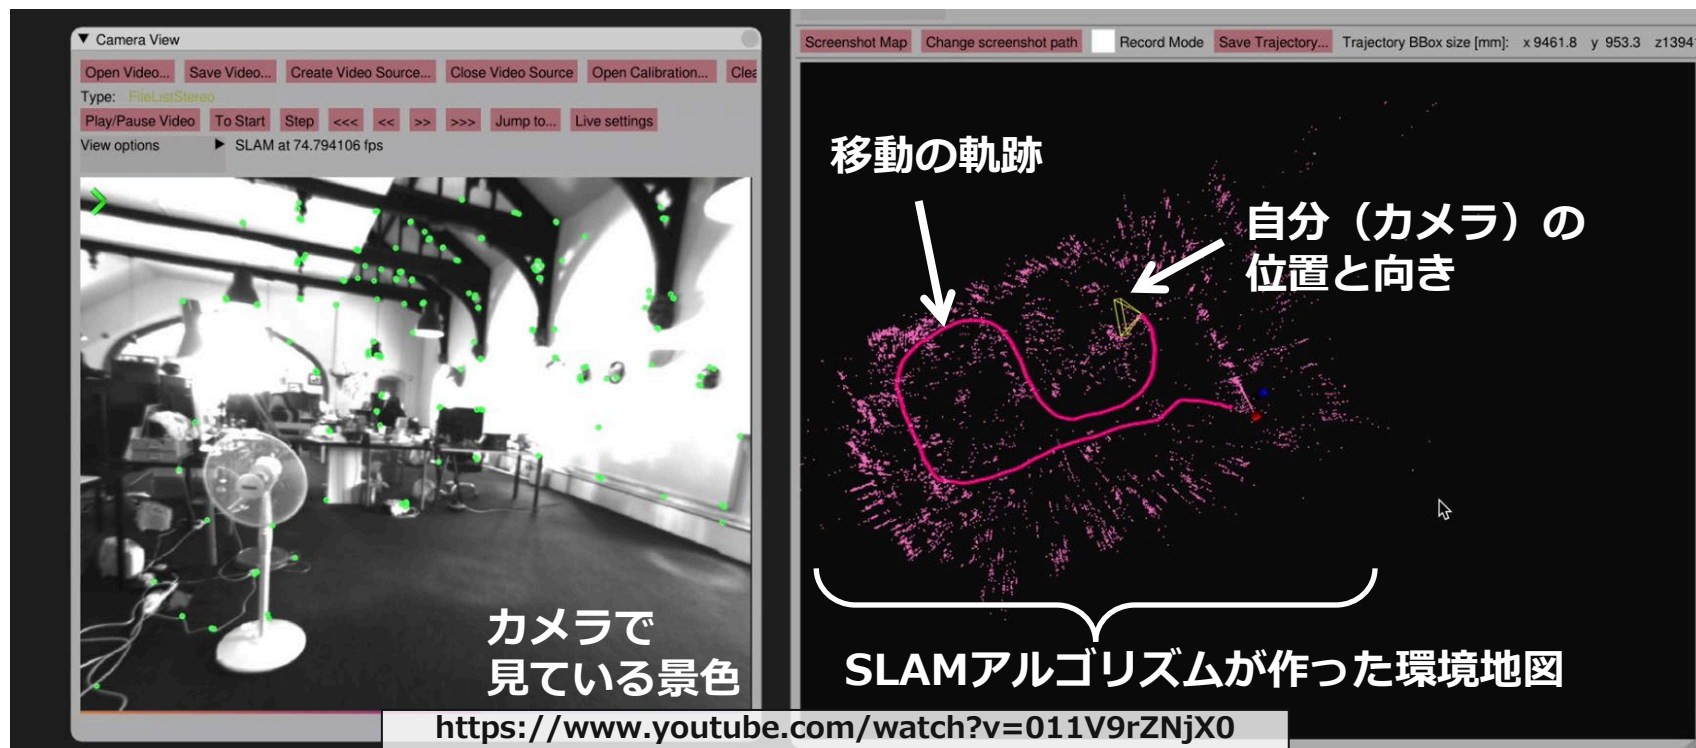 Camera View
Open Video... Save Video... Create Video Source... Close Video Source Open Calibration...
Type: FileListStereo
Play/Pause Video To Start Step <<< << >> >>> Jump to... Live settings
View options SLAM at 74.794106 fps
カメラで
見ている景色
Screenshot Map Change screenshot path Record Mode Save Trajectory... Trajectory BBox size [mm]: x 9461.8 y 953.3 z1394
移動の軌跡
自分（カメラ）の
位置と向き
SLAMアルゴリズムが作った環境地図
https://www.youtube.com/watch?v=011V9rZNjX0